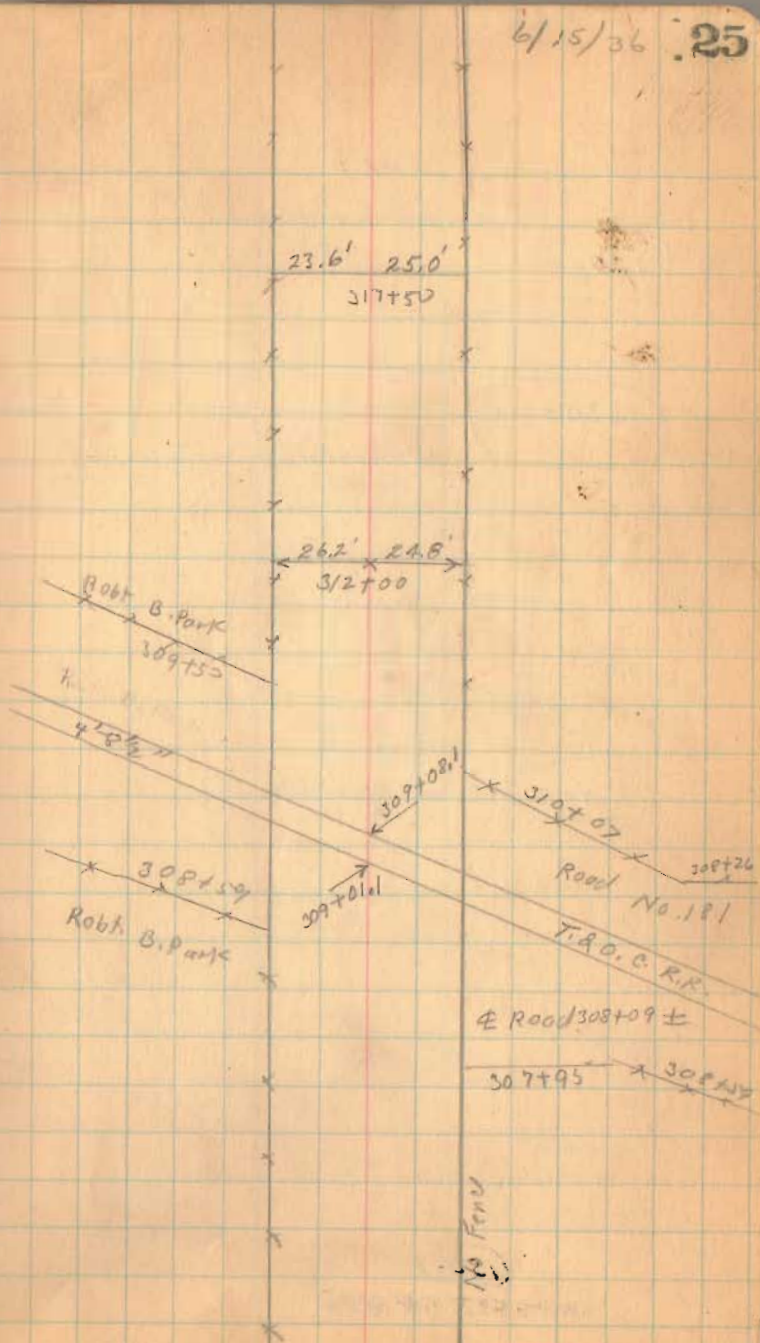 6/15/36 25
23.6' 25.0'
317+50
26.2' 24.8'
312+00
Robt. B. Park
309+50
4'-8½"
309+08.1
310+07
308+26
Road No. 181
308+50
309+01.1
Robt. B. Park
T. & O. C. R.R.
℄ Road 308+09 ±
307+95
No Fence